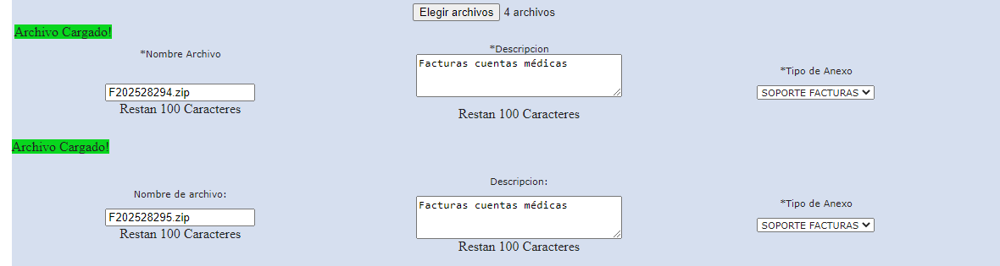 Elegir archivos 4 archivos
Archivo Cargado!
*Nombre Archivo
*Descripcion
Facturas cuentas médicas
*Tipo de Anexo
F202528294.zip
SOPORTE FACTURAS
Restan 100 Caracteres
Restan 100 Caracteres
Archivo Cargado!
Nombre de archivo:
Descripcion:
Facturas cuentas médicas
*Tipo de Anexo
F202528295.zip
SOPORTE FACTURAS
Restan 100 Caracteres
Restan 100 Caracteres